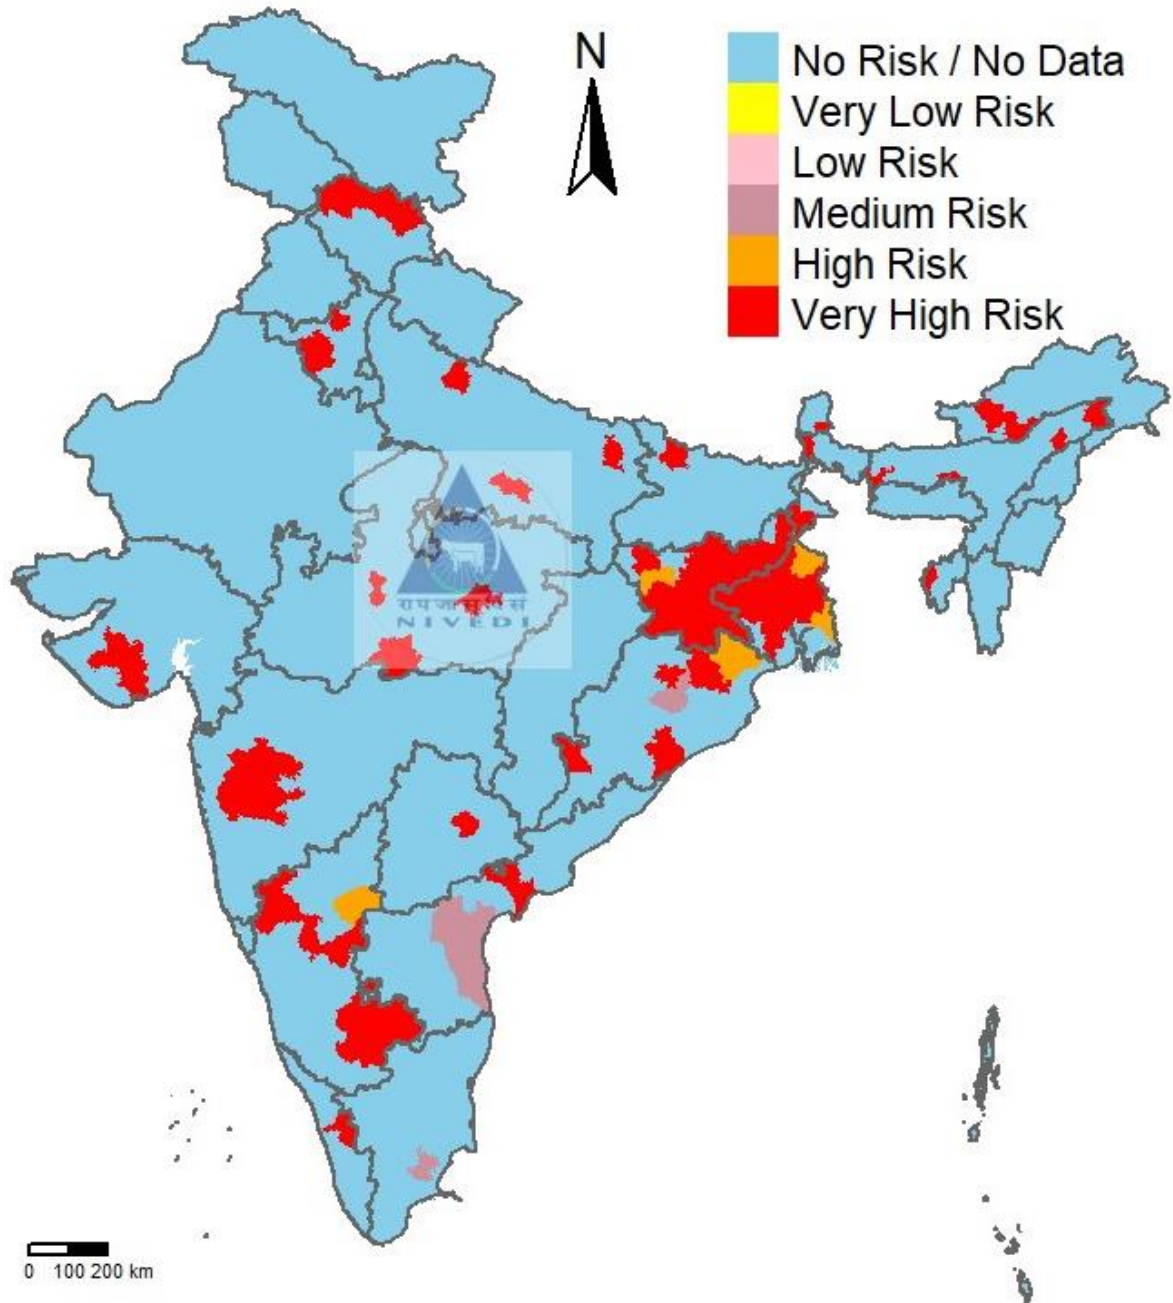 N
No Risk / No Data
Very Low Risk
Low Risk
Medium Risk
High Risk
Very High Risk
NIVEDI
0 100 200 km